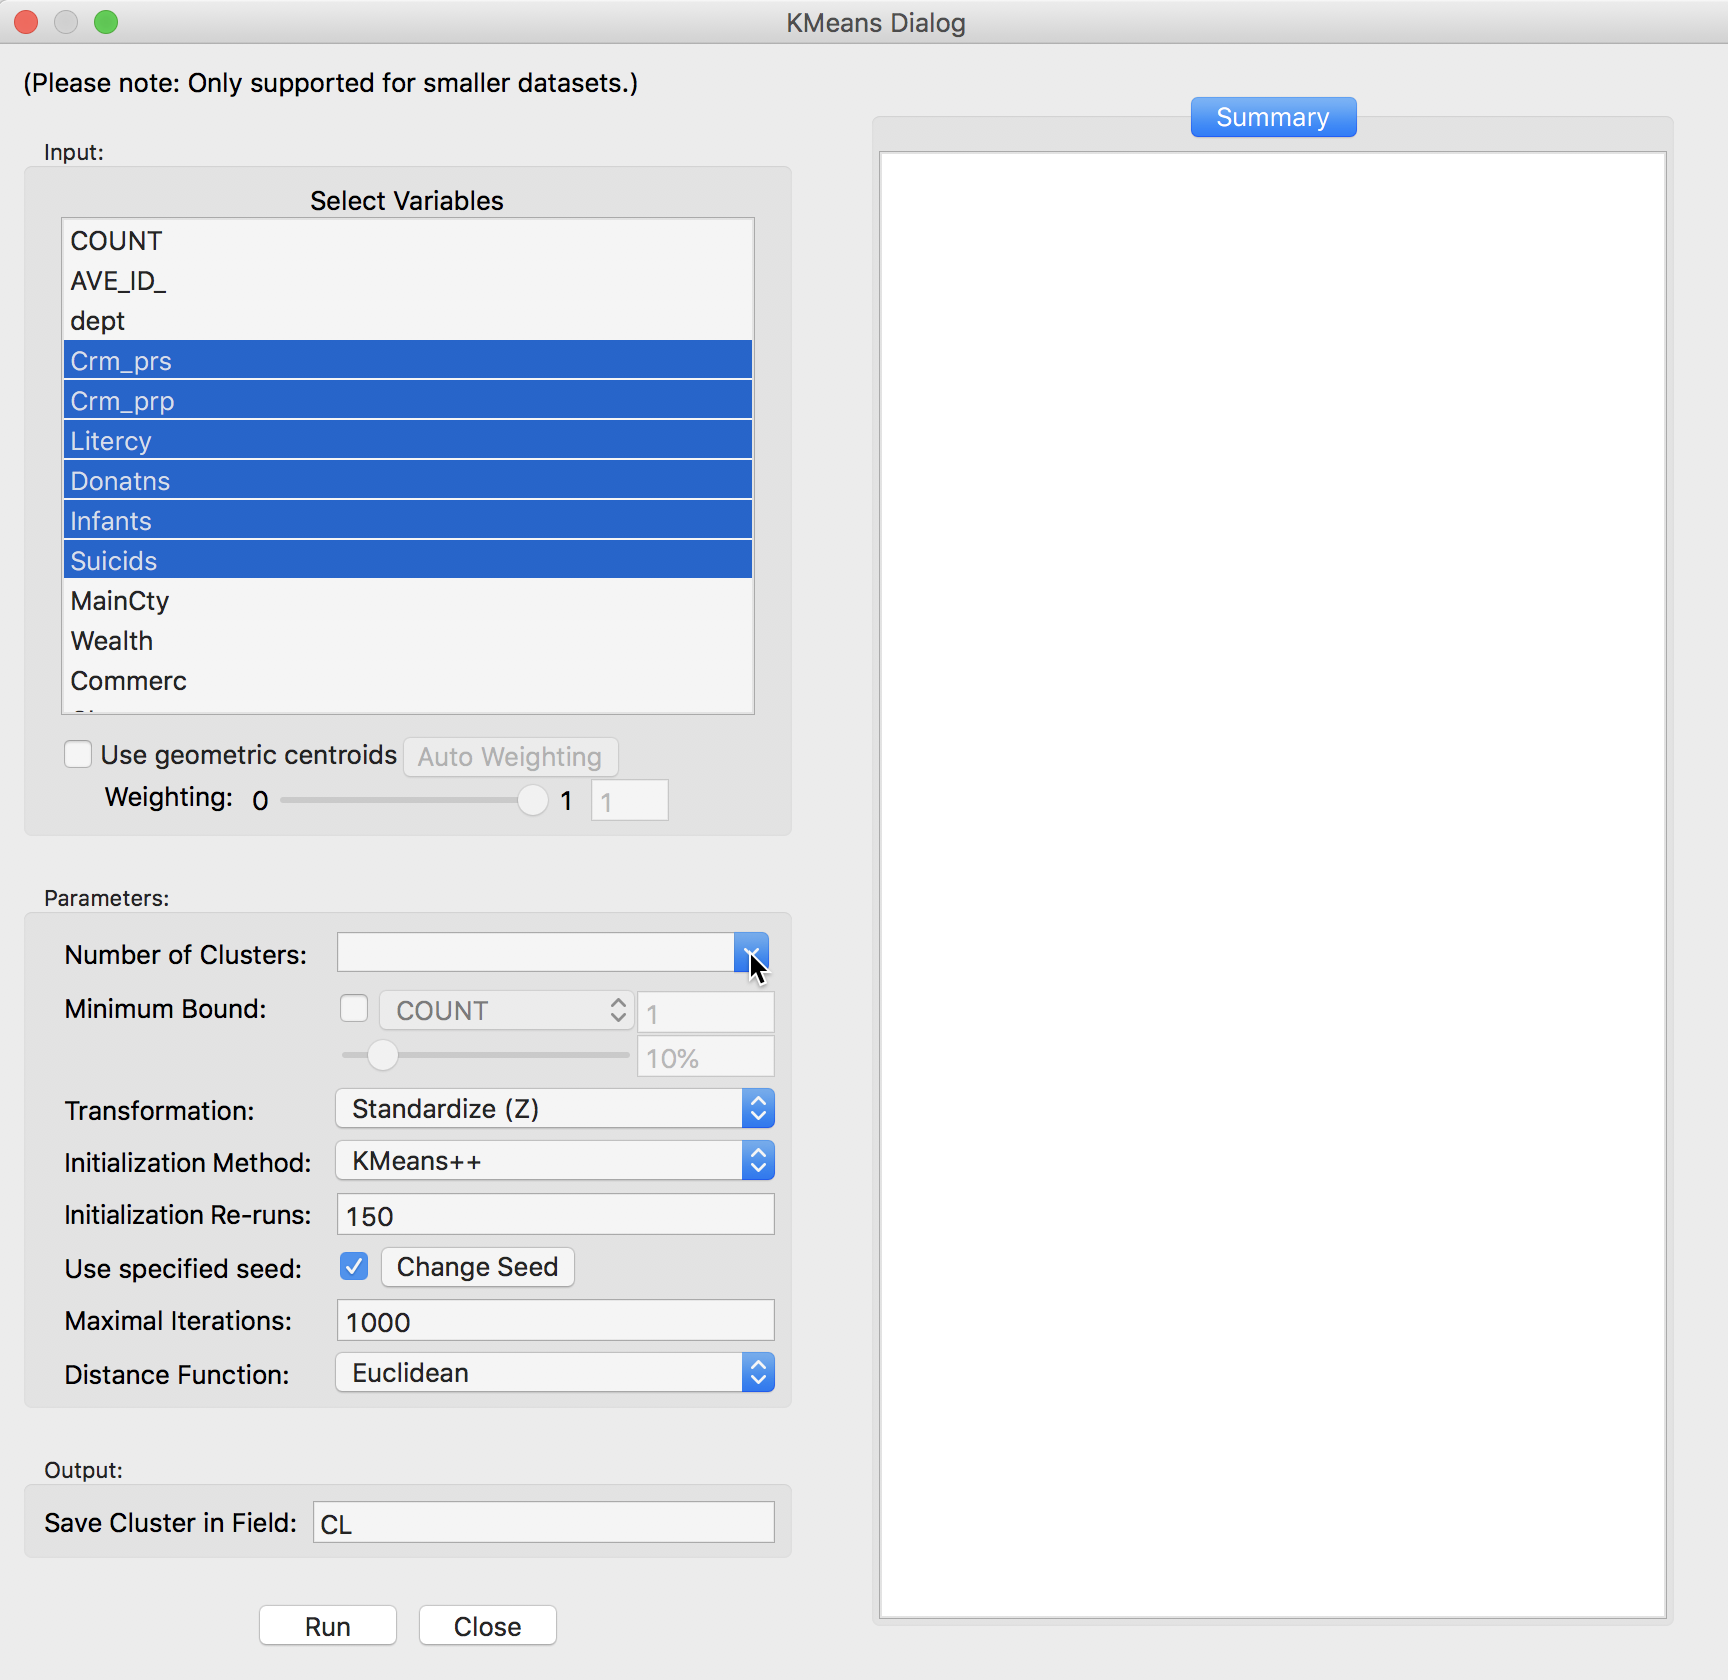 KMeans Dialog
(Please note: Only supported for smaller datasets.)
Summary
Input:
Select Variables
COUNT
AVE_ID_
dept
Crm_prs
Crm_prp
Litercy
Donatns
Infants
Suicids
MainCty
Wealth
Commerc
Use geometric centroids Auto Weighting
Weighting: 0 1 1
Parameters:
Number of Clusters:
Minimum Bound: COUNT 1
10%
Transformation: Standardize (Z)
Initialization Method: KMeans++
Initialization Re-runs: 150
Use specified seed: Change Seed
Maximal Iterations: 1000
Distance Function: Euclidean
Output:
Save Cluster in Field: CL
Run Close